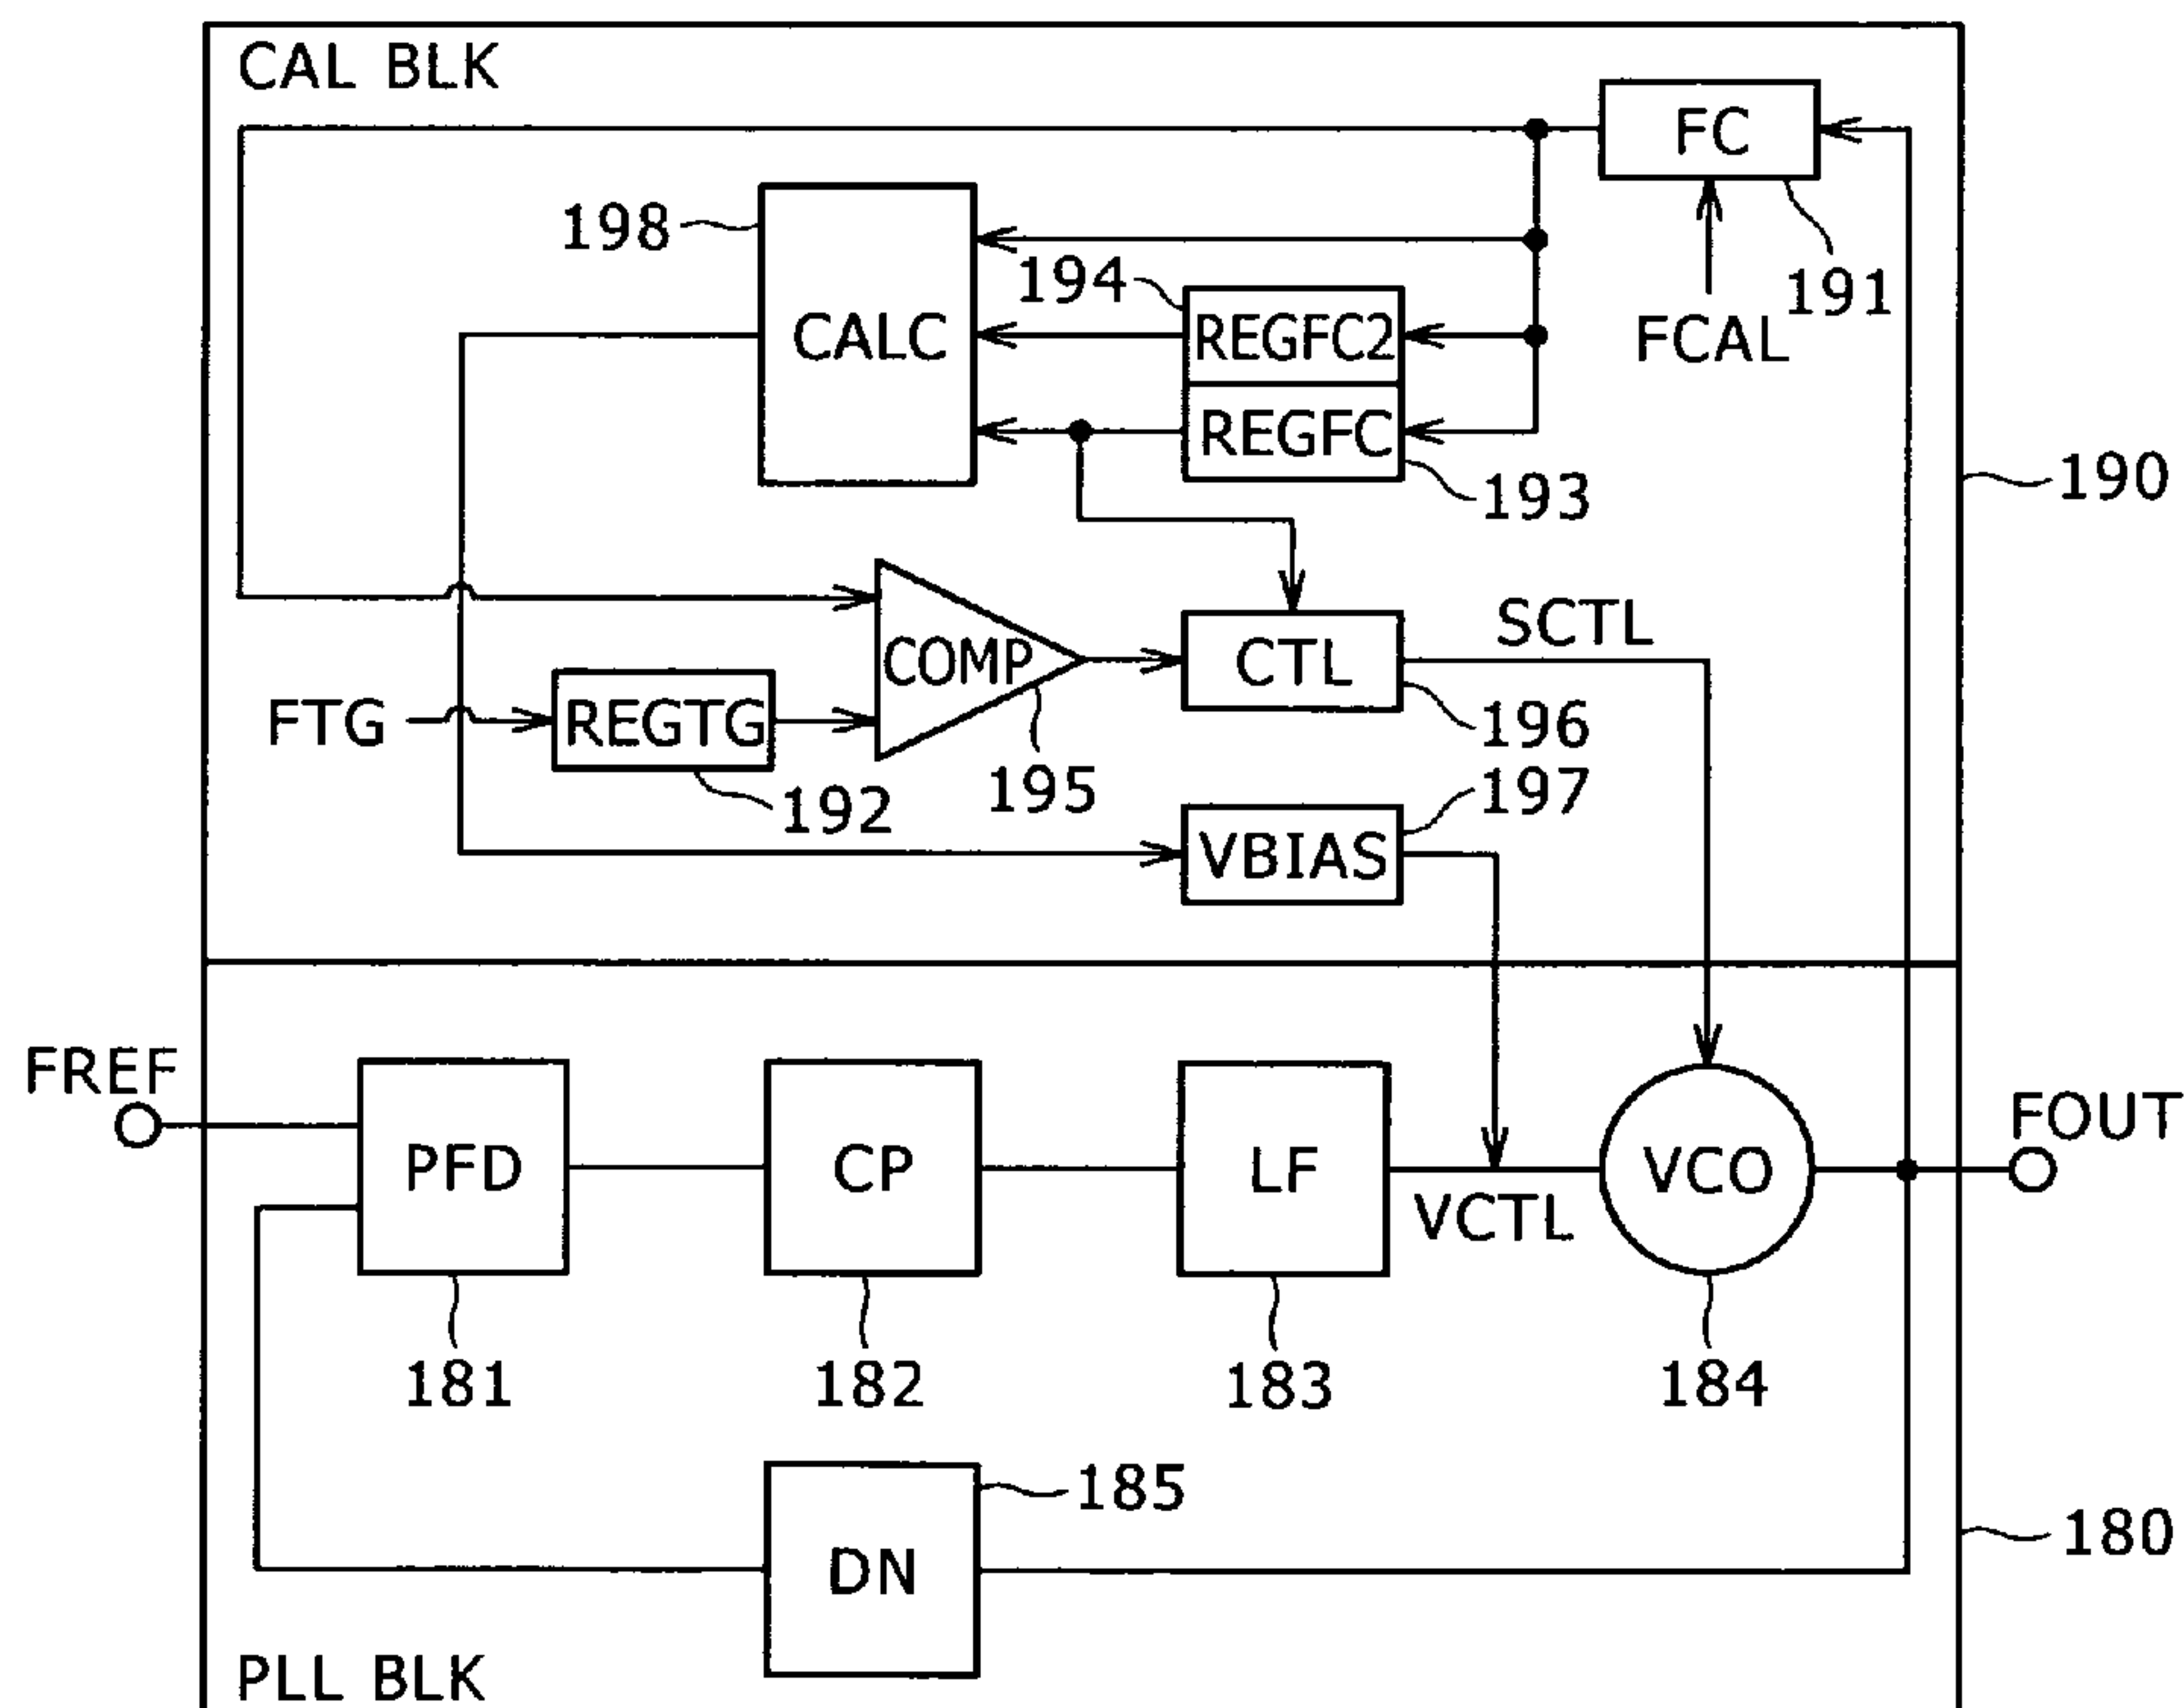 CAL BLK
FC
198
194
191
CALC
REGFC2
FCAL
REGFC
193
190
SCTL
COMP
CTL
FTG
REGTG
196
192
195
197
VBIAS
FREF
FOUT
PFD
CP
LF
VCO
VCTL
181
182
183
184
185
DN
180
PLL BLK